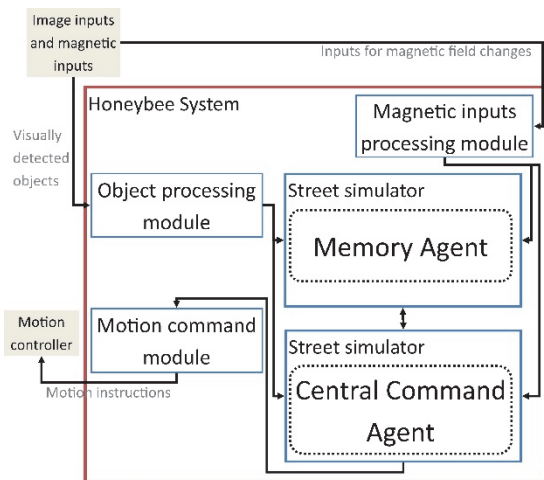 Image inputs
and magnetic
inputs
Inputs for magnetic field changes
Honeybee System
Magnetic inputs
processing module
Visually
detected
objects
Object processing
module
Street simulator
Memory Agent
Motion
controller
Motion command
module
Motion instructions
Street simulator
Central Command
Agent